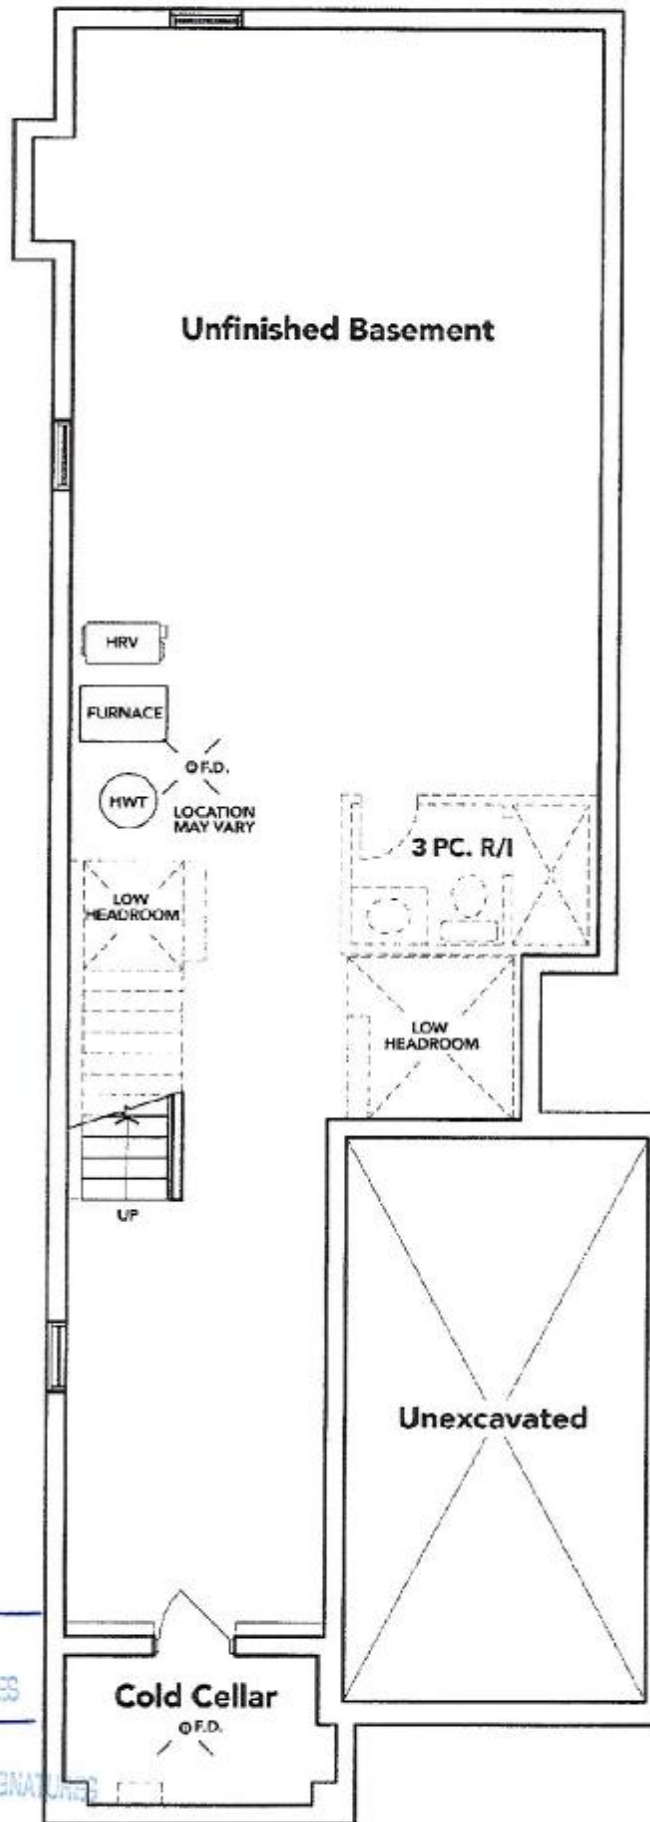 Unfinished Basement
HRV
FURNACE
F.D.
HWT
LOCATION
MAY VARY
3 PC. R/I
LOW
HEADROOM
LOW
HEADROOM
UP
Unexcavated
Cold Cellar
F.D.